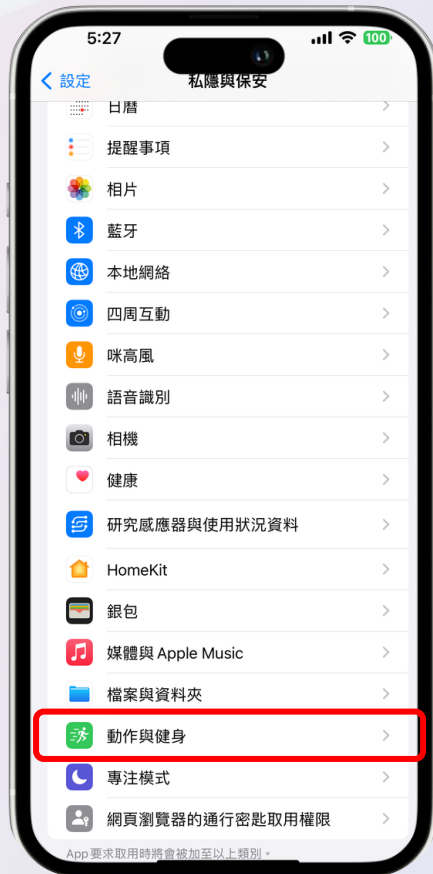 5:27
100
設定
私隱與保安
日曆
提醒事項
相片
藍牙
本地網絡
四周互動
咪高風
語音識別
相機
健康
研究感應器與使用狀況資料
HomeKit
銀包
媒體與 Apple Music
檔案與資料夾
動作與健身
專注模式
網頁瀏覽器的通行密匙取用權限
App 要求取用時將會被加至以上類別。